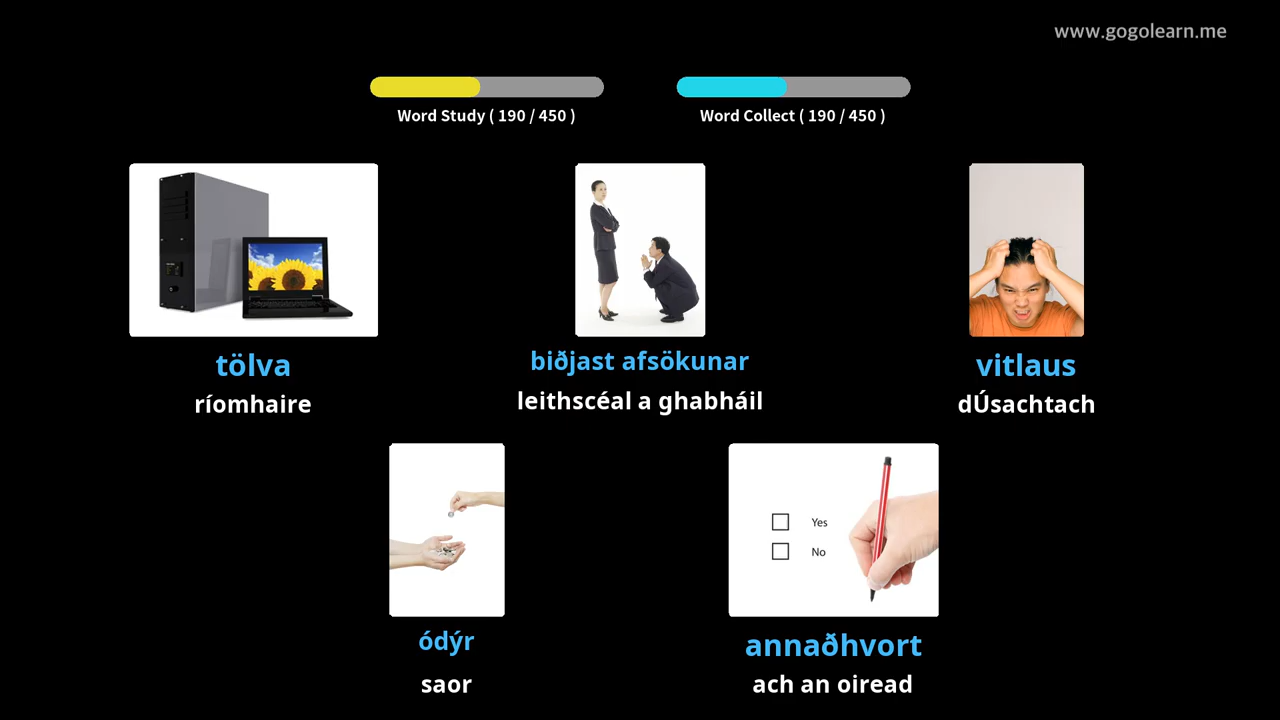 www.gogolearn.me
Word Study ( 190 / 450 )
Word Collect ( 190 / 450 )
tölva
ríomhaire
biðjast afsökunar
leithscéal a ghabháil
vitlaus
dÚsachtach
ódýr
saor
Yes
No
annaðhvort
ach an oiread